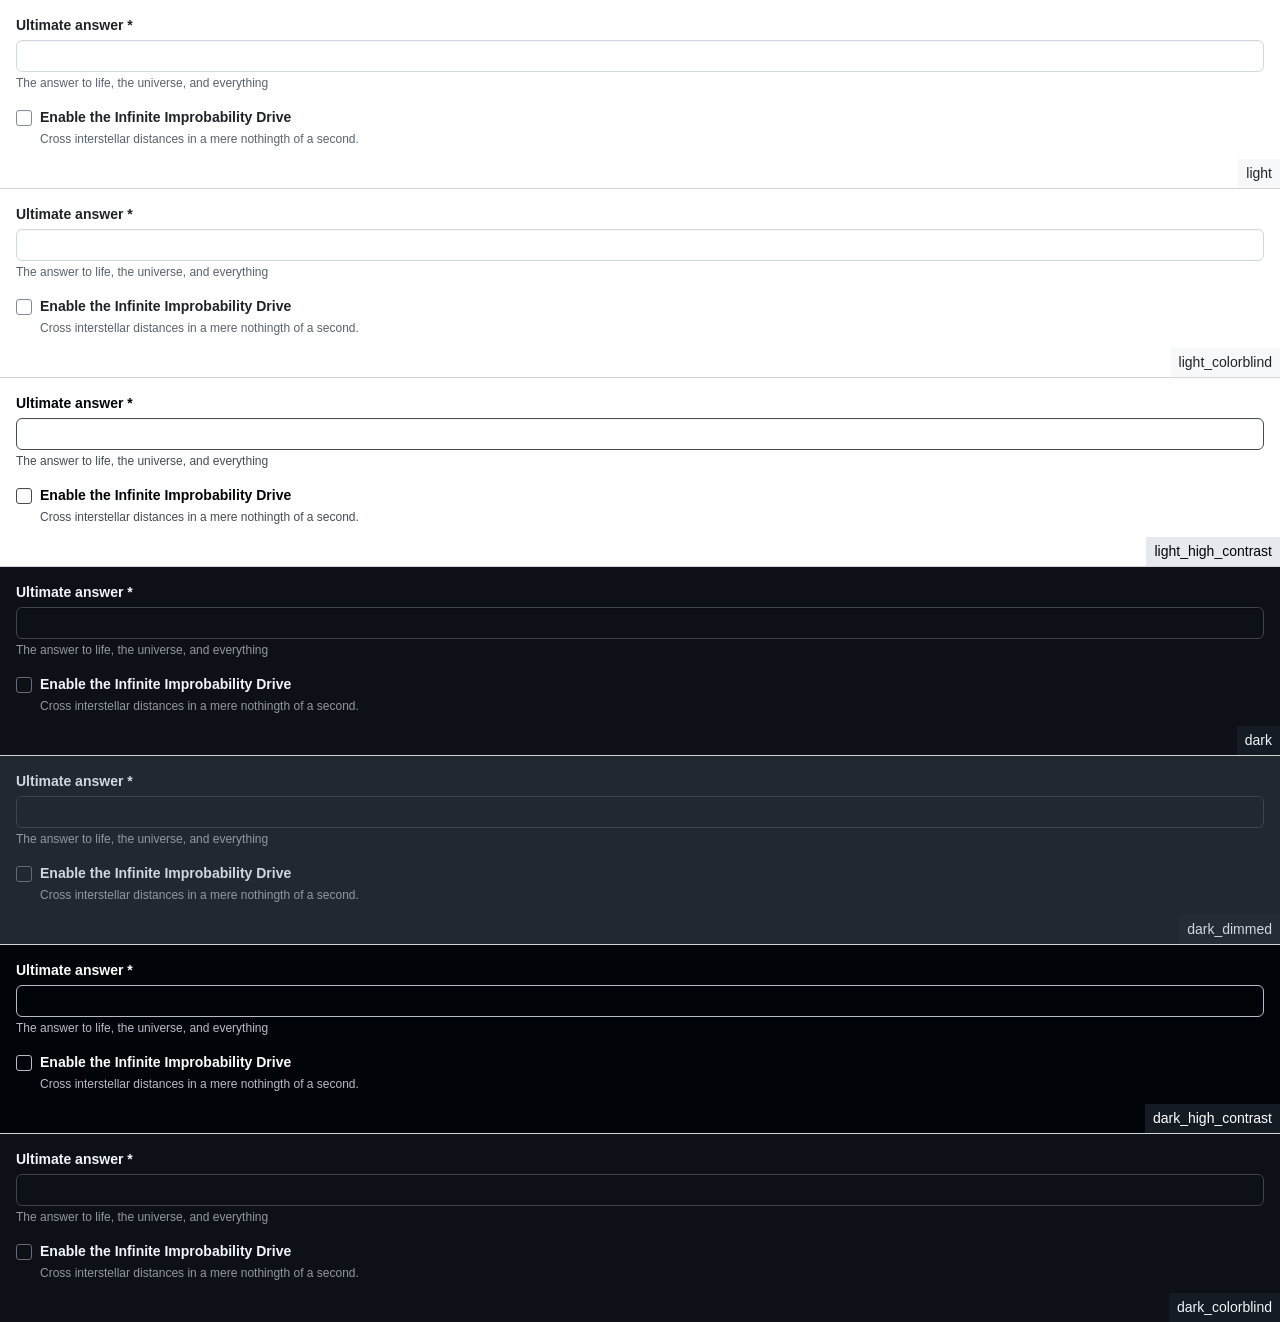 Ultimate answer *
The answer to life, the universe, and everything
Enable the Infinite Improbability Drive
Cross interstellar distances in a mere nothingth of a second.
light
Ultimate answer *
The answer to life, the universe, and everything
Enable the Infinite Improbability Drive
Cross interstellar distances in a mere nothingth of a second.
light_colorblind
Ultimate answer *
The answer to life, the universe, and everything
Enable the Infinite Improbability Drive
Cross interstellar distances in a mere nothingth of a second.
light_high_contrast
Ultimate answer *
The answer to life, the universe, and everything
Enable the Infinite Improbability Drive
Cross interstellar distances in a mere nothingth of a second.
dark
Ultimate answer *
The answer to life, the universe, and everything
Enable the Infinite Improbability Drive
Cross interstellar distances in a mere nothingth of a second.
dark_dimmed
Ultimate answer *
The answer to life, the universe, and everything
Enable the Infinite Improbability Drive
Cross interstellar distances in a mere nothingth of a second.
dark_high_contrast
Ultimate answer *
The answer to life, the universe, and everything
Enable the Infinite Improbability Drive
Cross interstellar distances in a mere nothingth of a second.
dark_colorblind